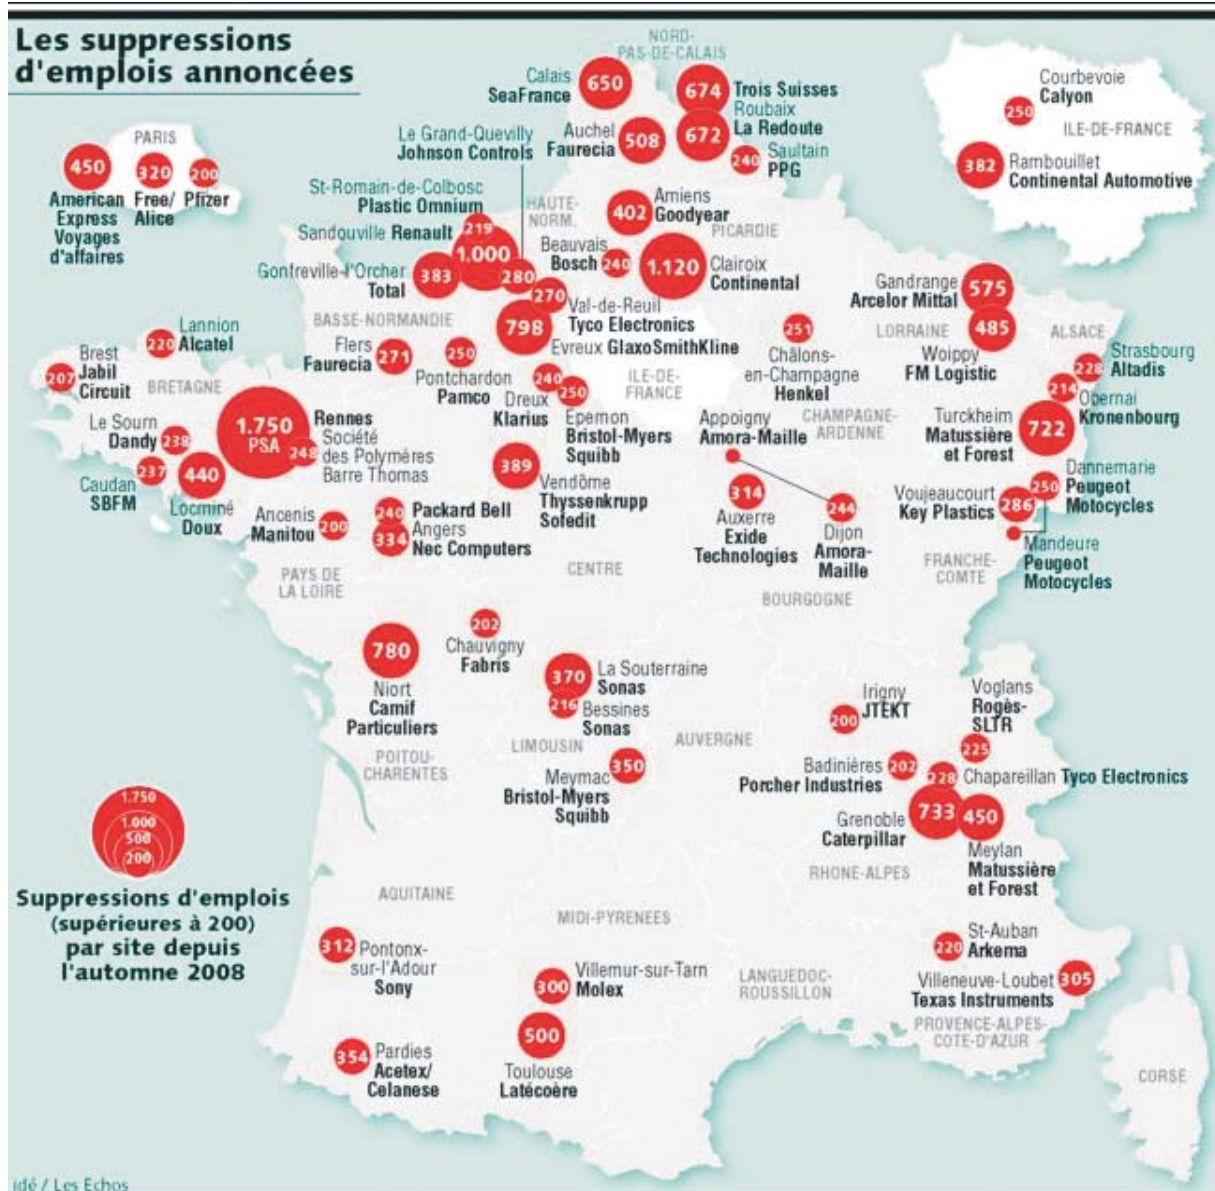 Les suppressions
d'emplois annoncées
NORD-
PAS-DE-CALAIS
Calais
SeaFrance
650
674
Trois Suisses
Roubaix
La Redoute
672
Auchel
Faurecia
508
240
Saultain
PPG
Courbevoie
Calyon
250
ILE-DE-FRANCE
382
Rambouillet
Continental Automotive
PARIS
450
320
200
American
Express
Voyages
d'affaires
Free/
Alice
Pfizer
Le Grand-Quevilly
Johnson Controls
St-Romain-de-Colbosc
Plastic Omnium
219
Sandouville Renault
1.000
Gonfreville-l'Orcher
Total
383
280
HAUTE-
NORM.
402
Amiens
Goodyear
PICARDIE
Beauvais
Bosch
240
1.120
Clairoix
Continental
270
Val-de-Reuil
Tyco Electronics
798
Evreux GlaxoSmithKline
BASSE-NORMANDIE
Flers
Faurecia
271
250
Pontchardon
Pamco
240
Dreux
Klarius
250
Epernon
Bristol-Myers
Squibb
ILE-DE-
FRANCE
251
Châlons-
en-Champagne
Henkel
CHAMPAGNE-
ARDENNE
Gandrange
Arcelor Mittal
575
LORRAINE
485
Woippy
FM Logistic
ALSACE
Strasbourg
Altadis
228
214
Obernai
Kronenbourg
Turckheim
Matussière
et Forest
722
Dannemarie
Peugeot
Motocycles
250
Voujeaucourt
Key Plastics
286
Mandeure
Peugeot
Motocycles
FRANCHE-
COMTE
Lannion
Alcatel
220
Brest
Jabil
Circuit
207
BRETAGNE
1.750
PSA
Rennes
248
Société
des Polymères
Barre Thomas
Le Sourn
Dandy
238
237
Caudan
SBFM
440
Locminé
Doux
Ancenis
Manitou
200
240
Packard Bell
Angers
Nec Computers
334
389
Vendôme
Thyssenkrupp
Sofedit
Appoigny
Amora-Maille
314
Auxerre
Exide
Technologies
244
Dijon
Amora-
Maille
PAYS DE
LA LOIRE
CENTRE
BOURGOGNE
780
Niort
Camif
Particuliers
202
Chauvigny
Fabris
370
La Souterraine
Sonas
216
Bessines
Sonas
LIMOUSIN
AUVERGNE
POITOU-
CHARENTES
350
Meymac
Bristol-Myers
Squibb
Irigny
JTEKT
200
Voglans
Rogès-
SLTR
225
Badinières
Porcher Industries
202
228
Chapareillan Tyco Electronics
733
Grenoble
Caterpillar
450
Meylan
Matussière
et Forest
RHONE-ALPES
1.750
1.000
500
200
Suppressions d'emplois
(supérieures à 200)
par site depuis
l'automne 2008
AQUITAINE
MIDI-PYRENEES
312
Pontonx-
sur-l'Adour
Sony
300
Villemur-sur-Tarn
Molex
500
Toulouse
Latécoère
354
Pardies
Acetex/
Celanese
LANGUEDOC-
ROUSSILLON
St-Auban
Arkema
220
Villeneuve-Loubet
Texas Instruments
305
PROVENCE-ALPES-
COTE-D'AZUR
CORSE
idé / Les Echos